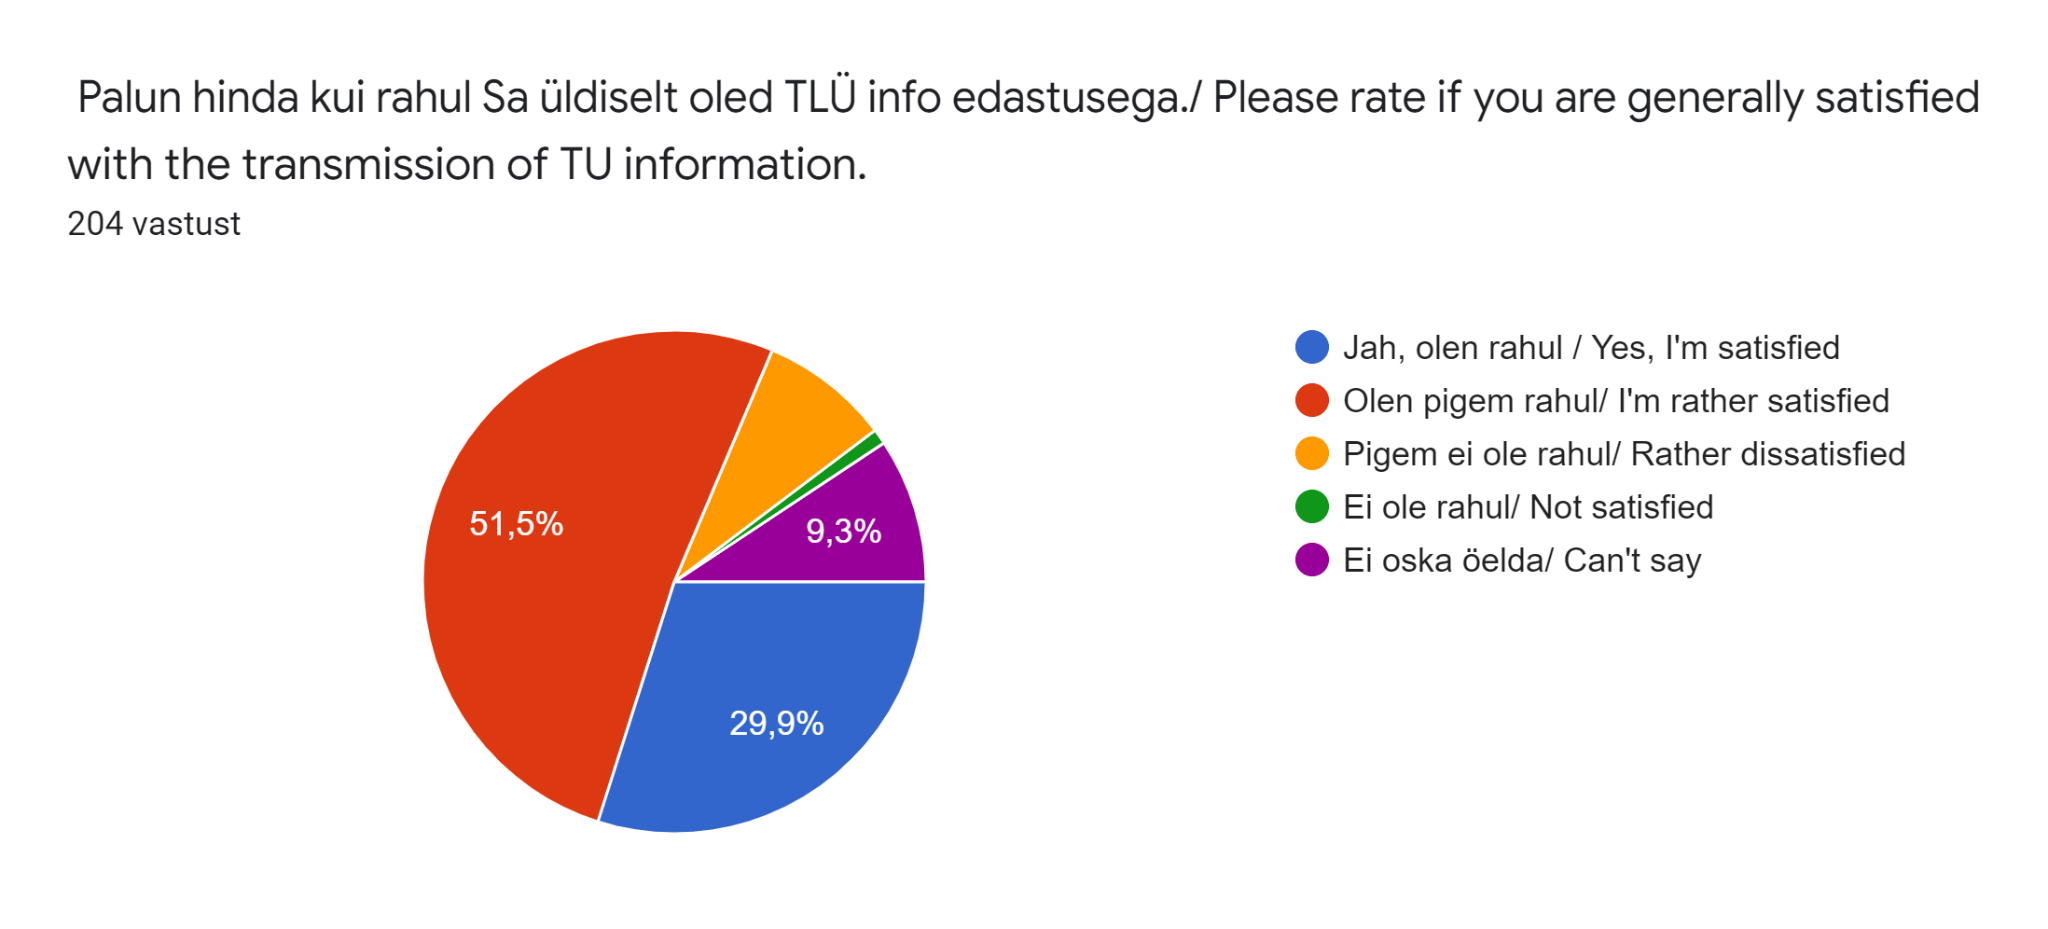 Palun hinda kui rahul Sa üldiselt oled TLÜ info edastusega./ Please rate if you are generally satisfied
with the transmission of TU information.
204 vastust
51,5%
9,3%
29,9%
Jah, olen rahul / Yes, I'm satisfied
Olen pigem rahul/ I'm rather satisfied
Pigem ei ole rahul/ Rather dissatisfied
Ei ole rahul/ Not satisfied
Ei oska öelda/ Can't say